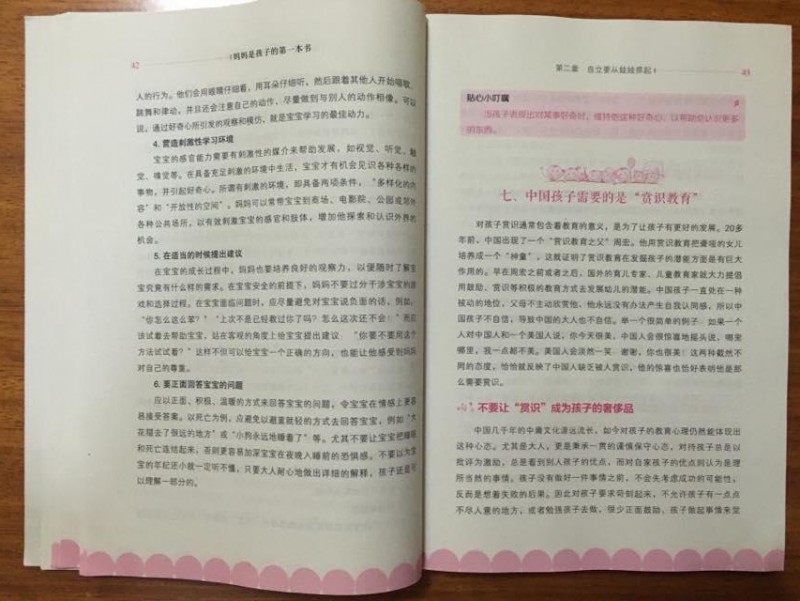 42
妈妈是孩子的第一本书
人的行为。他们会用眼睛仔细看,用耳朵仔细听,然后跟着其他人开始唱歌、
跳舞和律动,并且还会注意自己的动作,尽量做到与别人的动作相像。可以
说,通过好奇心所引发的观察和模仿,就是宝宝学习的最佳动力。
4. 营造刺激性学习环境
宝宝的感官能力需要有刺激性的媒介来帮助发展,如视觉、听觉、触
觉、嗅觉等。在具备充足刺激的环境中生活,宝宝才有机会见识各种各样的
事物,并引起好奇心。所谓有刺激的环境,即具备两项条件:“多样化的内
容”和“开放性的空间”。妈妈可以常带宝宝到商场、电影院、公园或郊外
各种公共场所,以有效刺激宝宝的感官和肢体,增加他探索和认识外界的
机会。
5. 在适当的时候提出建议
在宝宝的成长过程中,妈妈也要培养良好的观察力,以便随时了解宝
宝究竟有什么样的需求。在宝宝安全的前提下,妈妈不要过分干涉宝宝的游
戏和选择过程。在宝宝面临问题时,应尽量避免对宝宝说负面的话,例如,
“你怎么这么笨?”“上次不是已经教过你了吗?怎么这次还不会!”而应
该试着去帮助宝宝,站在客观的角度上给宝宝提出建议:“你要不要用这个
方法试试看?”这样不但可以给宝宝一个正确的方向,也能让他感受到妈妈
对自己的尊重。
6. 要正面回答宝宝的问题
应以正面、积极、温暖的方式来回答宝宝的问题,令宝宝在情感上更容
易接受答案。以死亡为例,应避免以避重就轻的方式去回答宝宝,例如“大
花猫去了很远的地方”或“小狗永远地睡着了”等。尤其不要让宝宝把睡眠
和死亡连结起来,否则更容易加深宝宝在夜晚入睡前的恐惧感。不要以为宝
宝的年纪还小就一定听不懂,只要大人耐心地做出详细的解释,孩子还是可
以理解一部分的。
第二章 自立要从娃娃抓起
43
贴心小叮嘱
当孩子表现出对某事好奇时,维持他这种好奇心,以帮助他认识更多
的东西。
七、中国孩子需要的是“赏识教育”
对孩子赏识通常包含着教育的意义,是为了让孩子有更好的发展。20多
年前,中国出现了一个“赏识教育之父”周宏。他用赏识教育把聋哑的女儿
培养成一个“神童”,这就证明了赏识教育在发掘孩子的潜能方面是有巨大
作用的。早在周宏之前或者之后,国外的育儿专家、儿童教育家就大力提倡
用鼓励、赏识等积极的教育方式去发展幼儿的潜能。中国孩子一直处在一种
被动的地位,父母不主动欣赏他,他永远没有办法产生自我认同感,所以中
国孩子不自信,导致中国的大人也不自信。举一个很简单的例子:如果一个
人对中国人和一个美国人说,你今天很美,中国人会很惊喜地摇头说,哪里
哪里,我一点都不美。美国人会淡然一笑:谢谢,你也很美!这两种截然不
同的态度,恰恰就反映了中国人缺乏被人赏识,他的惊喜也恰好表明他是那
么需要赏识。
不要让“赏识”成为孩子的奢侈品
中国几千年的中庸文化源远流长,如今对孩子的教育心理仍然能体现出
这种心态。尤其是大人,更是秉承一贯的谨慎保守心态,对待孩子总是以
批评为激励,总是看到别人孩子的优点,而对自家孩子的优点则认为是理
所当然的事情。孩子没有做好一件事情之前,不会先考虑成功的可能性,
反而是想着失败的后果。因此对孩子要求苛刻起来,不允许孩子有一点点
不尽人意的地方,或者勉强孩子去做,很少正面鼓励、孩子做起事情来觉